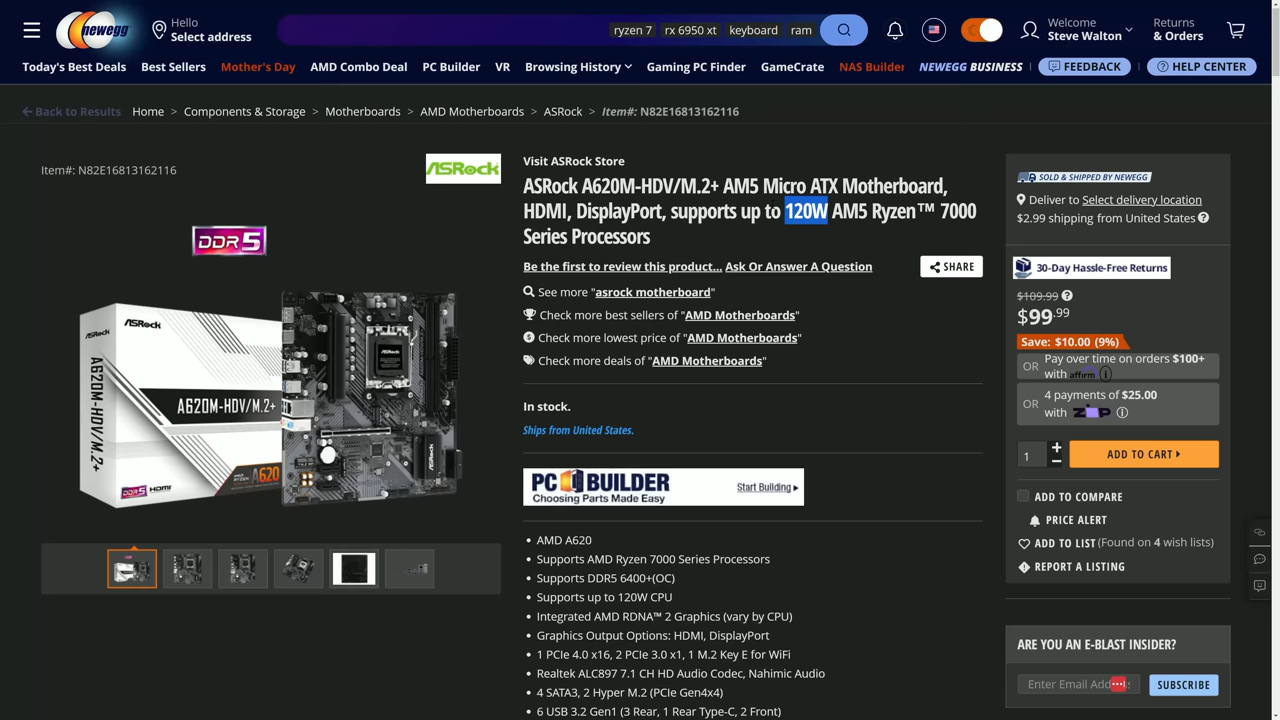 newegg
Hello
Select address
ryzen 7
rx 6950 xt
keyboard
ram
Welcome
Steve Walton
Returns
& Orders
Today's Best Deals
Best Sellers
Mother's Day
AMD Combo Deal
PC Builder
VR
Browsing History
Gaming PC Finder
GameCrate
NAS Builder
NEWEGG BUSINESS
FEEDBACK
HELP CENTER
Back to Results
Home > Components & Storage > Motherboards > AMD Motherboards > ASRock > Item#: N82E16813162116
Item#: N82E16813162116
ASRock
DDR5
ASRock
A620M-HDV/M.2+
A620M-HDV/M.2+
DDR5 HDMI
A620
ASRock
Visit ASRock Store
ASRock A620M-HDV/M.2+ AM5 Micro ATX Motherboard,
HDMI, DisplayPort, supports up to 120W AM5 Ryzen™ 7000
Series Processors
Be the first to review this product... Ask Or Answer A Question
SHARE
See more "asrock motherboard"
Check more best sellers of "AMD Motherboards"
Check more lowest price of "AMD Motherboards"
Check more deals of "AMD Motherboards"
In stock.
Ships from United States.
PC BUILDER
Choosing Parts Made Easy
Start Building
• AMD A620
• Supports AMD Ryzen 7000 Series Processors
• Supports DDR5 6400+(OC)
• Supports up to 120W CPU
• Integrated AMD RDNA™ 2 Graphics (vary by CPU)
• Graphics Output Options: HDMI, DisplayPort
• 1 PCIe 4.0 x16, 2 PCIe 3.0 x1, 1 M.2 Key E for WiFi
• Realtek ALC897 7.1 CH HD Audio Codec, Nahimic Audio
• 4 SATA3, 2 Hyper M.2 (PCIe Gen4x4)
• 6 USB 3.2 Gen1 (3 Rear, 1 Rear Type-C, 2 Front)
SOLD & SHIPPED BY NEWEGG
Deliver to Select delivery location
$2.99 shipping from United States
30-Day Hassle-Free Returns
$109.99
$99.99
Save: $10.00 (9%)
OR
Pay over time on orders $100+
with affirm
OR
4 payments of $25.00
with ZIP
1
ADD TO CART
ADD TO COMPARE
PRICE ALERT
ADD TO LIST (Found on 4 wish lists)
REPORT A LISTING
ARE YOU AN E-BLAST INSIDER?
Enter Email Add
SUBSCRIBE